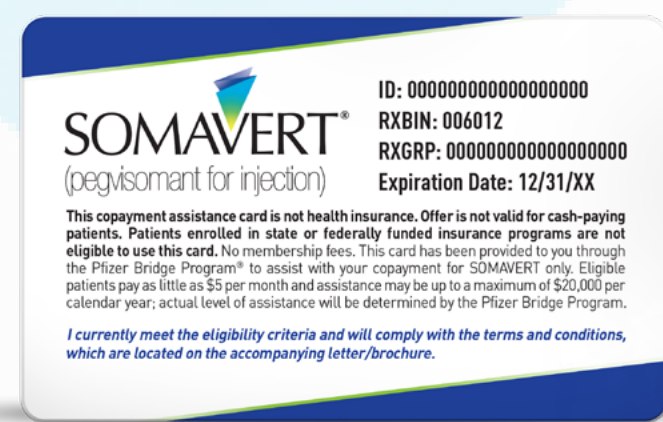 SOMAVERT®
(pegvisomant for injection)
ID: 000000000000000000
RXBIN: 006012
RXGRP: 000000000000000000
Expiration Date: 12/31/XX
This copayment assistance card is not health insurance. Offer is not valid for cash-paying
patients. Patients enrolled in state or federally funded insurance programs are not
eligible to use this card. No membership fees. This card has been provided to you through
the Pfizer Bridge Program® to assist with your copayment for SOMAVERT only. Eligible
patients pay as little as $5 per month and assistance may be up to a maximum of $20,000 per
calendar year; actual level of assistance will be determined by the Pfizer Bridge Program.
I currently meet the eligibility criteria and will comply with the terms and conditions,
which are located on the accompanying letter/brochure.